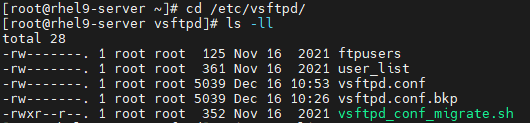 [root@rhel9-server ~]# cd /etc/vsftpd/
[root@rhel9-server vsftpd]# ls -ll
total 28
-rw-------. 1 root root  125 Nov 16  2021 ftpusers
-rw-------. 1 root root  361 Nov 16  2021 user_list
-rw-------. 1 root root 5039 Dec 16 10:53 vsftpd.conf
-rw-------. 1 root root 5039 Dec 16 10:26 vsftpd.conf.bkp
-rwxr--r--. 1 root root  352 Nov 16  2021 vsftpd_conf_migrate.sh